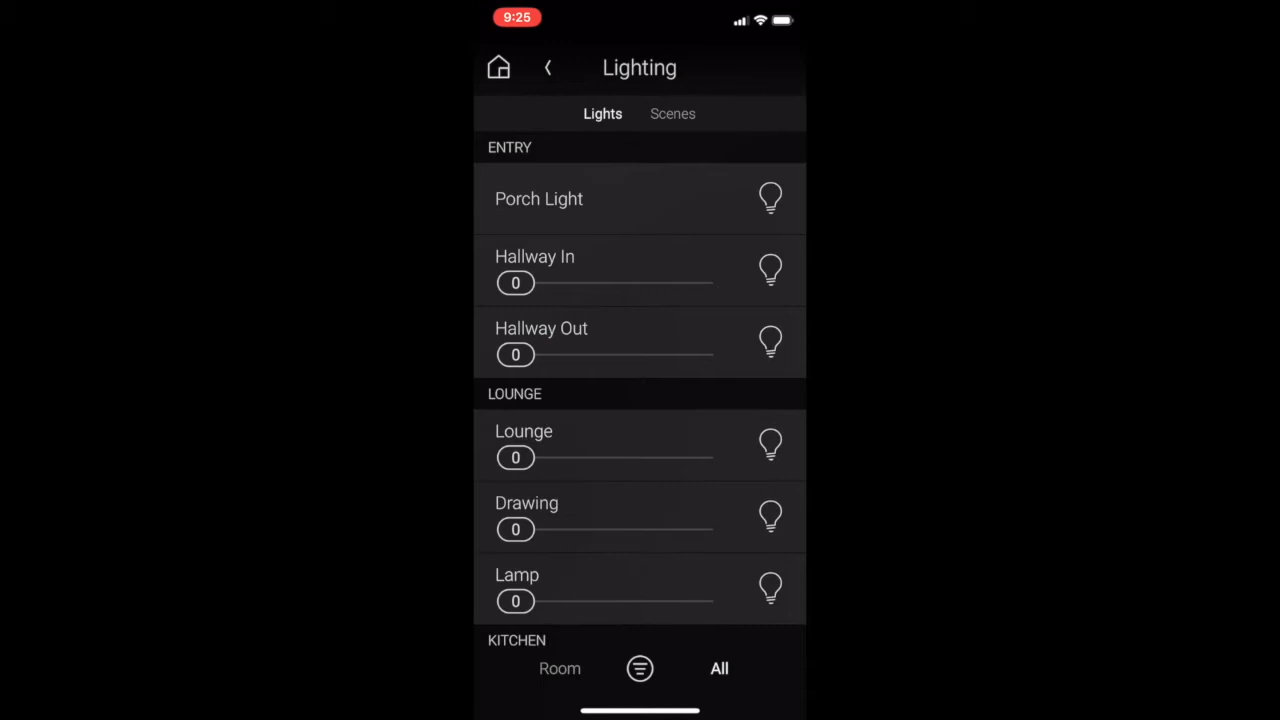 9:25
Lighting
Lights Scenes
ENTRY
Porch Light
Hallway In
0
Hallway Out
0
LOUNGE
Lounge
0
Drawing
0
Lamp
0
KITCHEN
Room All